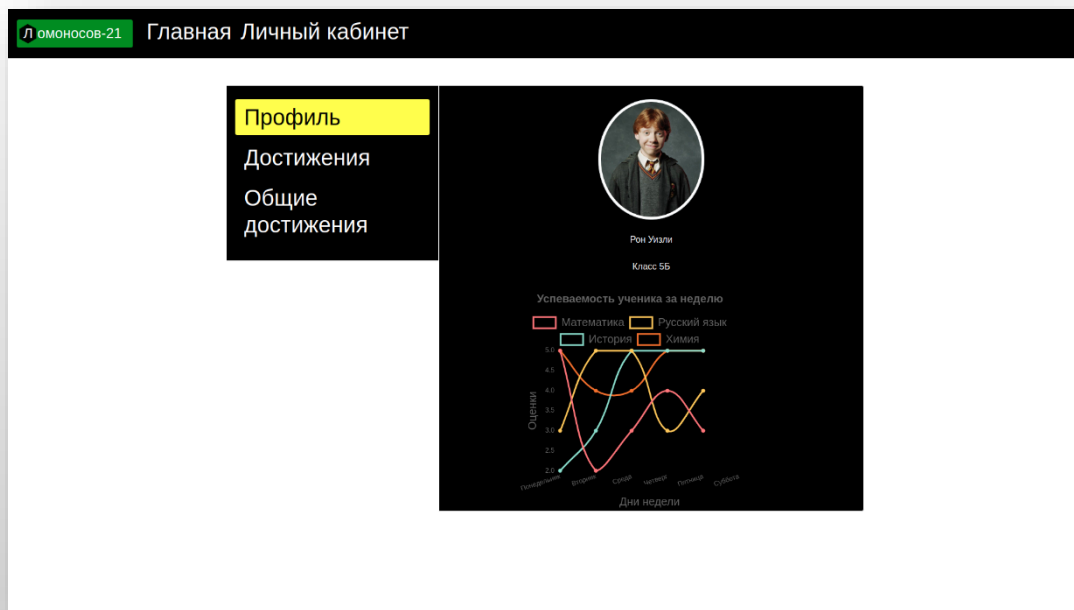 Ломоносов-21 Главная Личный кабинет
Профиль
Достижения
Общие
достижения
Рон Уизли
Класс 5Б
Успеваемость ученика за неделю
Математика Русский язык
История Химия
5.0
4.5
4.0
3.5
3.0
2.5
2.0
Оценки
Понедельник Вторник Среда Четверг Пятница Суббота
Дни недели